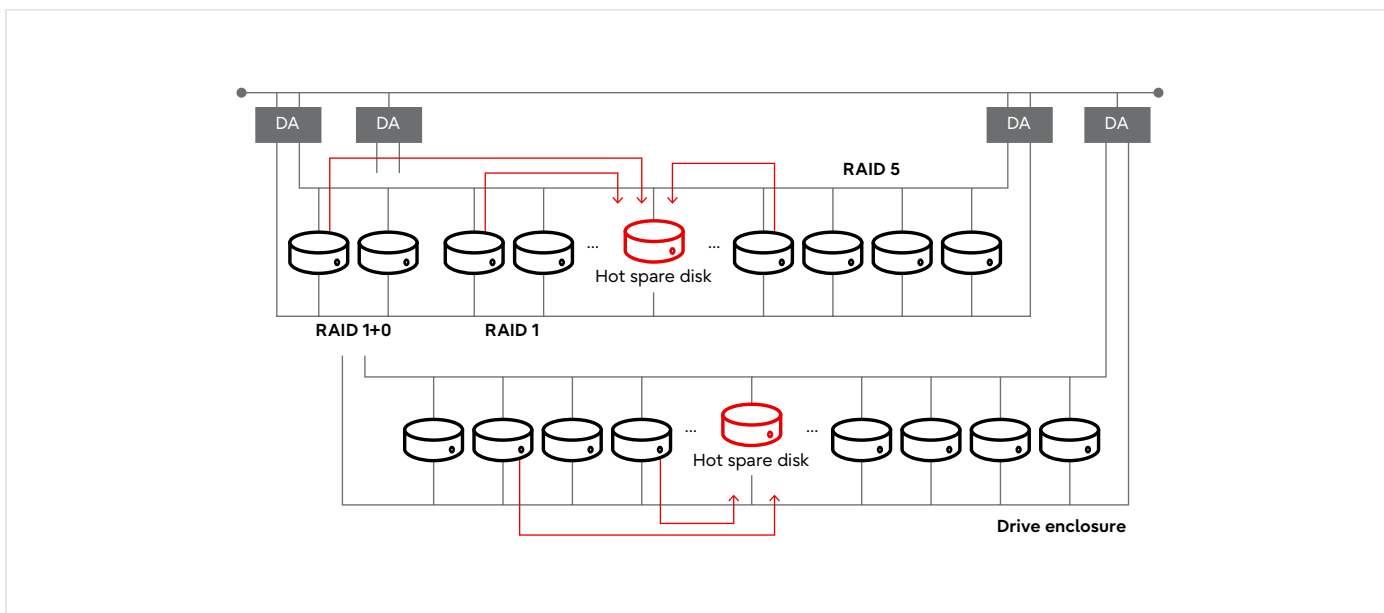 DA
DA
DA
DA
RAID 5
...
...
Hot spare disk
RAID 1+0
RAID 1
...
...
Hot spare disk
Drive enclosure